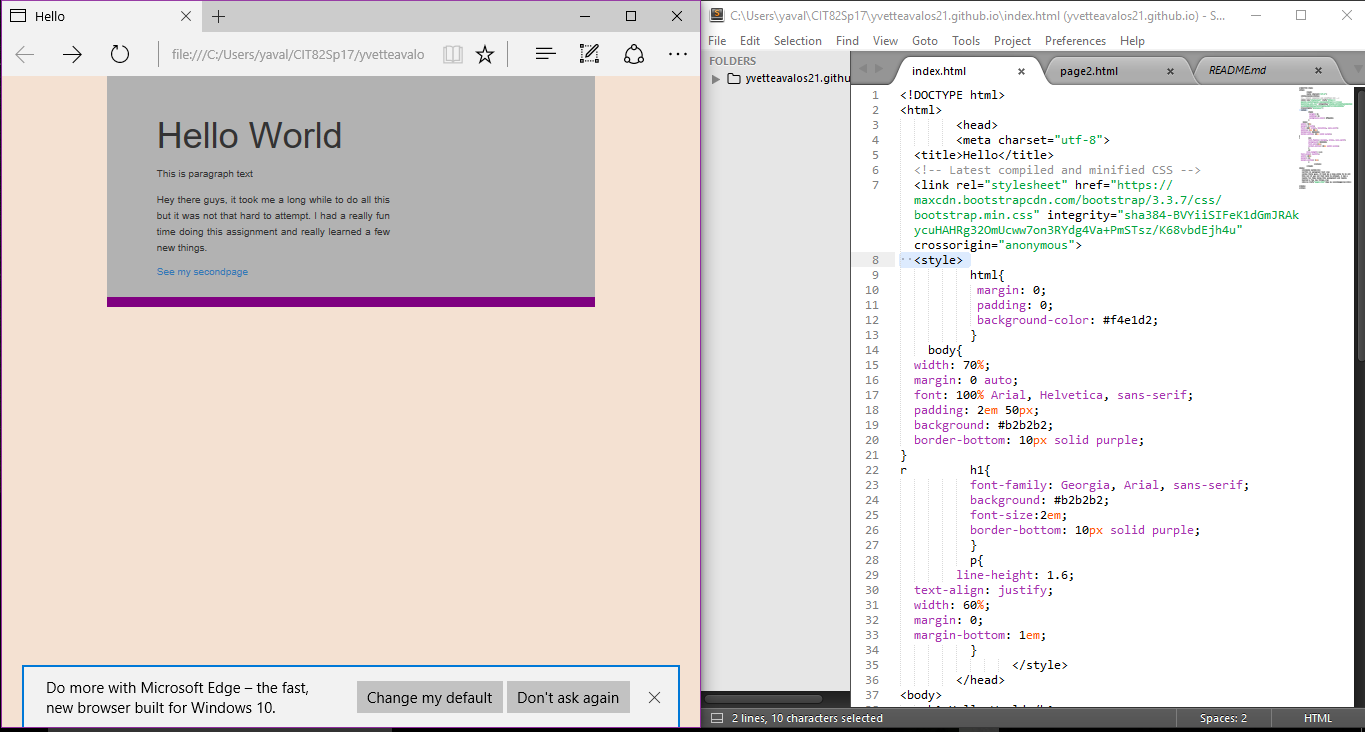 Hello
file:///C:/Users/yaval/CIT82Sp17/yvetteavalo
Hello World
This is paragraph text
Hey there guys, it took me a long while to do all this
but it was not that hard to attempt. I had a really fun
time doing this assignment and really learned a few
new things.
See my secondpage
Do more with Microsoft Edge – the fast,
new browser built for Windows 10.
Change my default
Don't ask again
C:\Users\yaval\CIT82Sp17\yvetteavalos21.github.io\index.html (yvetteavalos21.github.io) - S...
File Edit Selection Find View Goto Tools Project Preferences Help
FOLDERS
yvetteavalos21.githu
index.html
page2.html
README.md
1 <!DOCTYPE html>
2 <html>
3 <head>
4 <meta charset="utf-8">
5 <title>Hello</title>
6 <!-- Latest compiled and minified CSS -->
7 <link rel="stylesheet" href="https://
maxcdn.bootstrapcdn.com/bootstrap/3.3.7/css/
bootstrap.min.css" integrity="sha384-BVYiiSIFeK1dGmJRAk
ycuHAHRg32OmUcww7on3RYdg4Va+PmSTsz/K68vbdEjh4u"
crossorigin="anonymous">
8 <style>
9 html{
10 margin: 0;
11 padding: 0;
12 background-color: #f4e1d2;
13 }
14 body{
15 width: 70%;
16 margin: 0 auto;
17 font: 100% Arial, Helvetica, sans-serif;
18 padding: 2em 50px;
19 background: #b2b2b2;
20 border-bottom: 10px solid purple;
21 }
22 r h1{
23 font-family: Georgia, Arial, sans-serif;
24 background: #b2b2b2;
25 font-size:2em;
26 border-bottom: 10px solid purple;
27 }
28 p{
29 line-height: 1.6;
30 text-align: justify;
31 width: 60%;
32 margin: 0;
33 margin-bottom: 1em;
34 }
35 </style>
36 </head>
37 <body>
2 lines, 10 characters selected
Spaces: 2
HTML